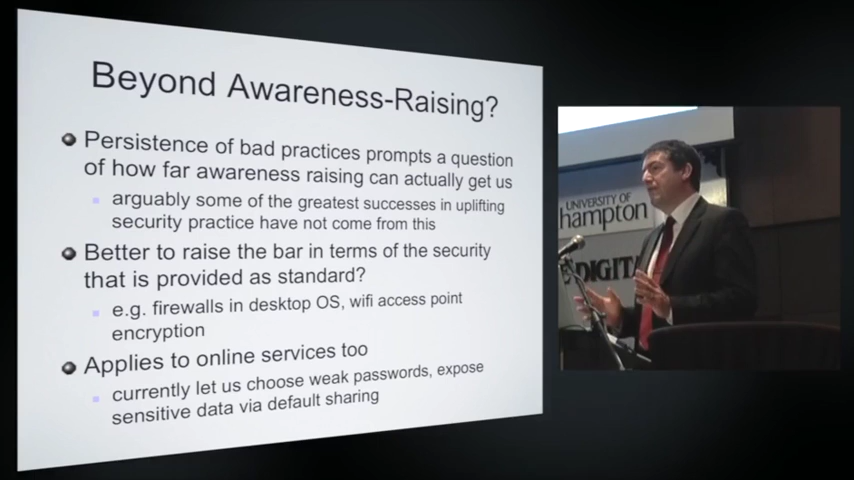 Beyond Awareness-Raising?
Persistence of bad practices prompts a question
of how far awareness raising can actually get us
arguably some of the greatest successes in uplifting
security practice have not come from this
Better to raise the bar in terms of the security
that is provided as standard?
e.g. firewalls in desktop OS, wifi access point
encryption
Applies to online services too
currently let us choose weak passwords, expose
sensitive data via default sharing
UNIVERSITY OF
hampton